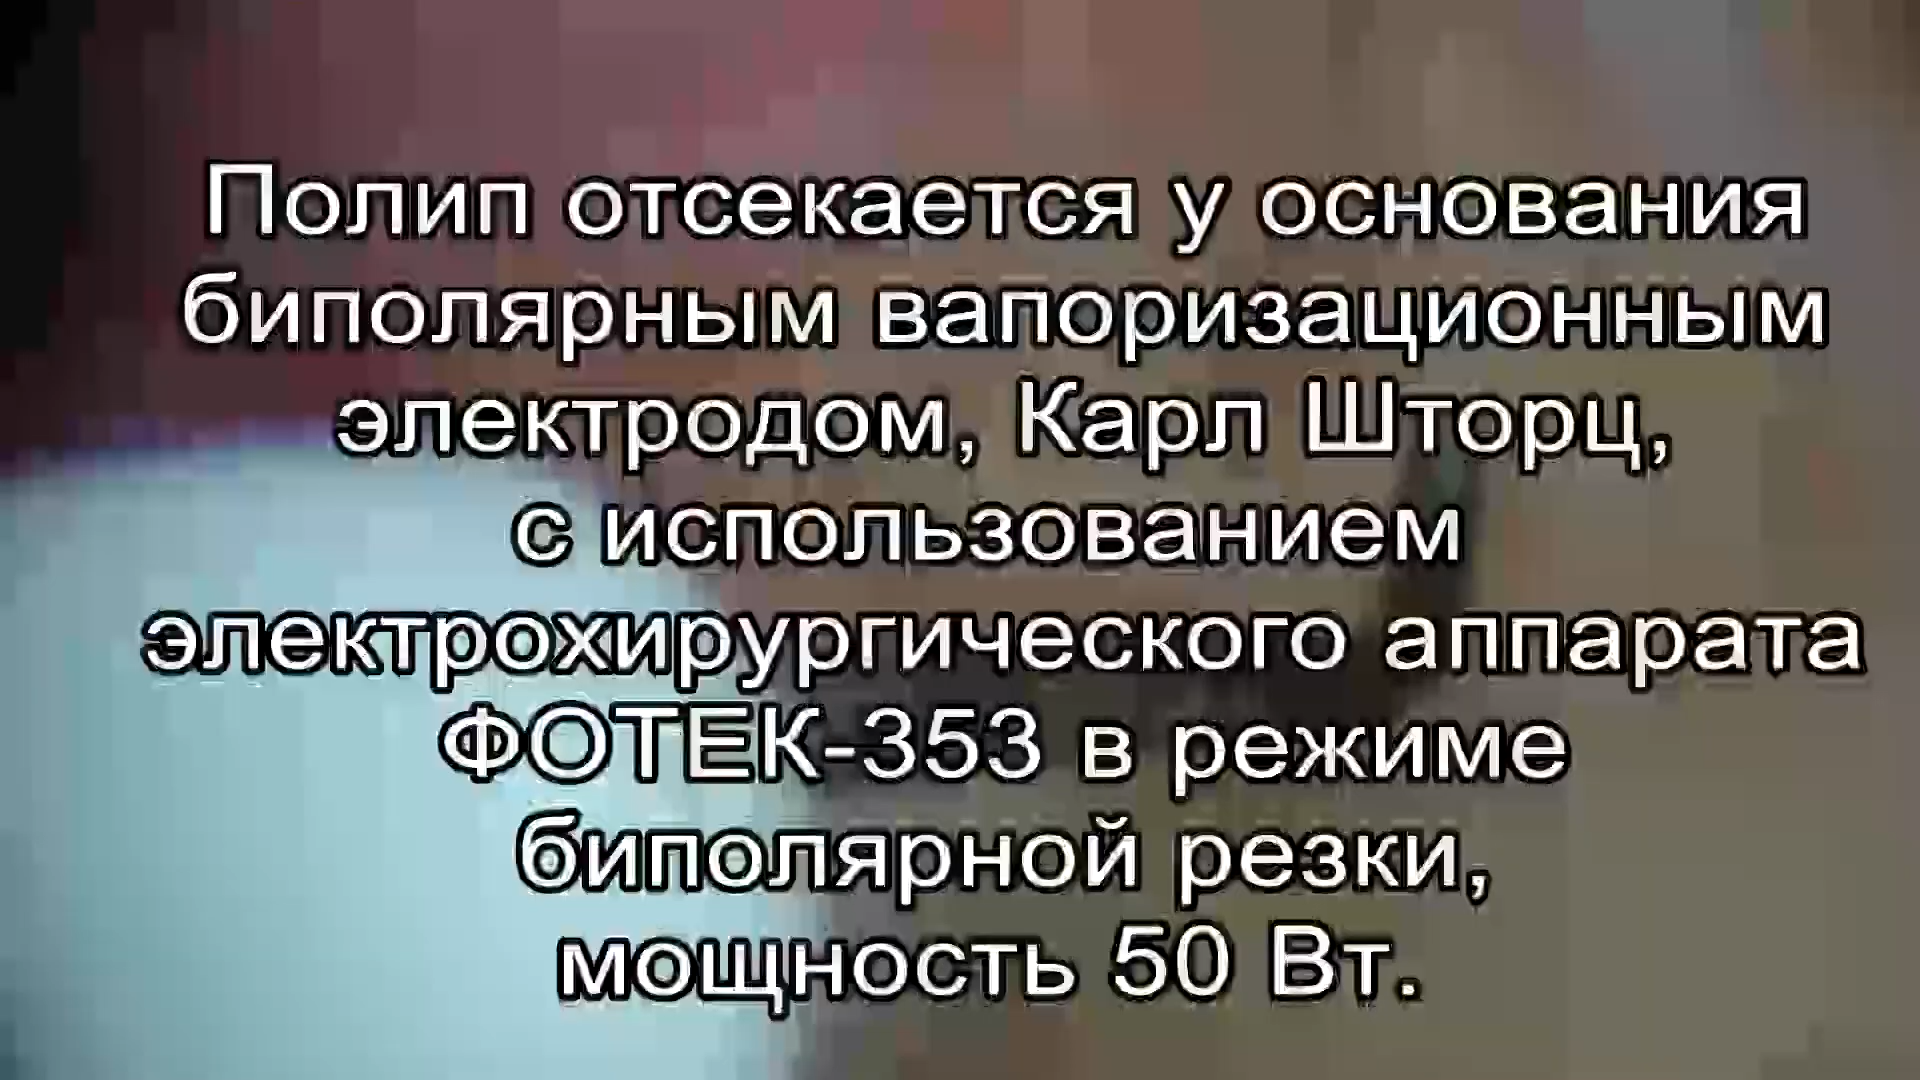 Полип отсекается у основания
биполярным вапоризационным
электродом, Карл Шторц,
с использованием
электрохирургического аппарата
ФОТЕК-353 в режиме
биполярной резки,
мощность 50 Вт.